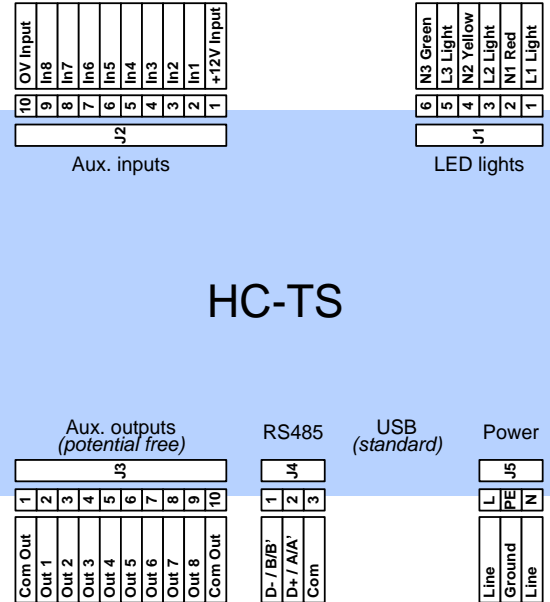 OV Input
In8
In7
In6
In5
In4
In3
In2
In1
+12V Input
10
9
8
7
6
5
4
3
2
1
J2
Aux. inputs
N3 Green
L3 Light
N2 Yellow
L2 Light
N1 Red
L1 Light
6
5
4
3
2
1
J1
LED lights
HC-TS
Aux. outputs
(potential free)
J3
1
2
3
4
5
6
7
8
9
10
Com Out
Out 1
Out 2
Out 3
Out 4
Out 5
Out 6
Out 7
Out 8
Com Out
RS485
J4
1
2
3
D- / B/B'
D+ / A/A'
Com
USB
(standard)
Power
J5
L
PE
N
Line
Ground
Line